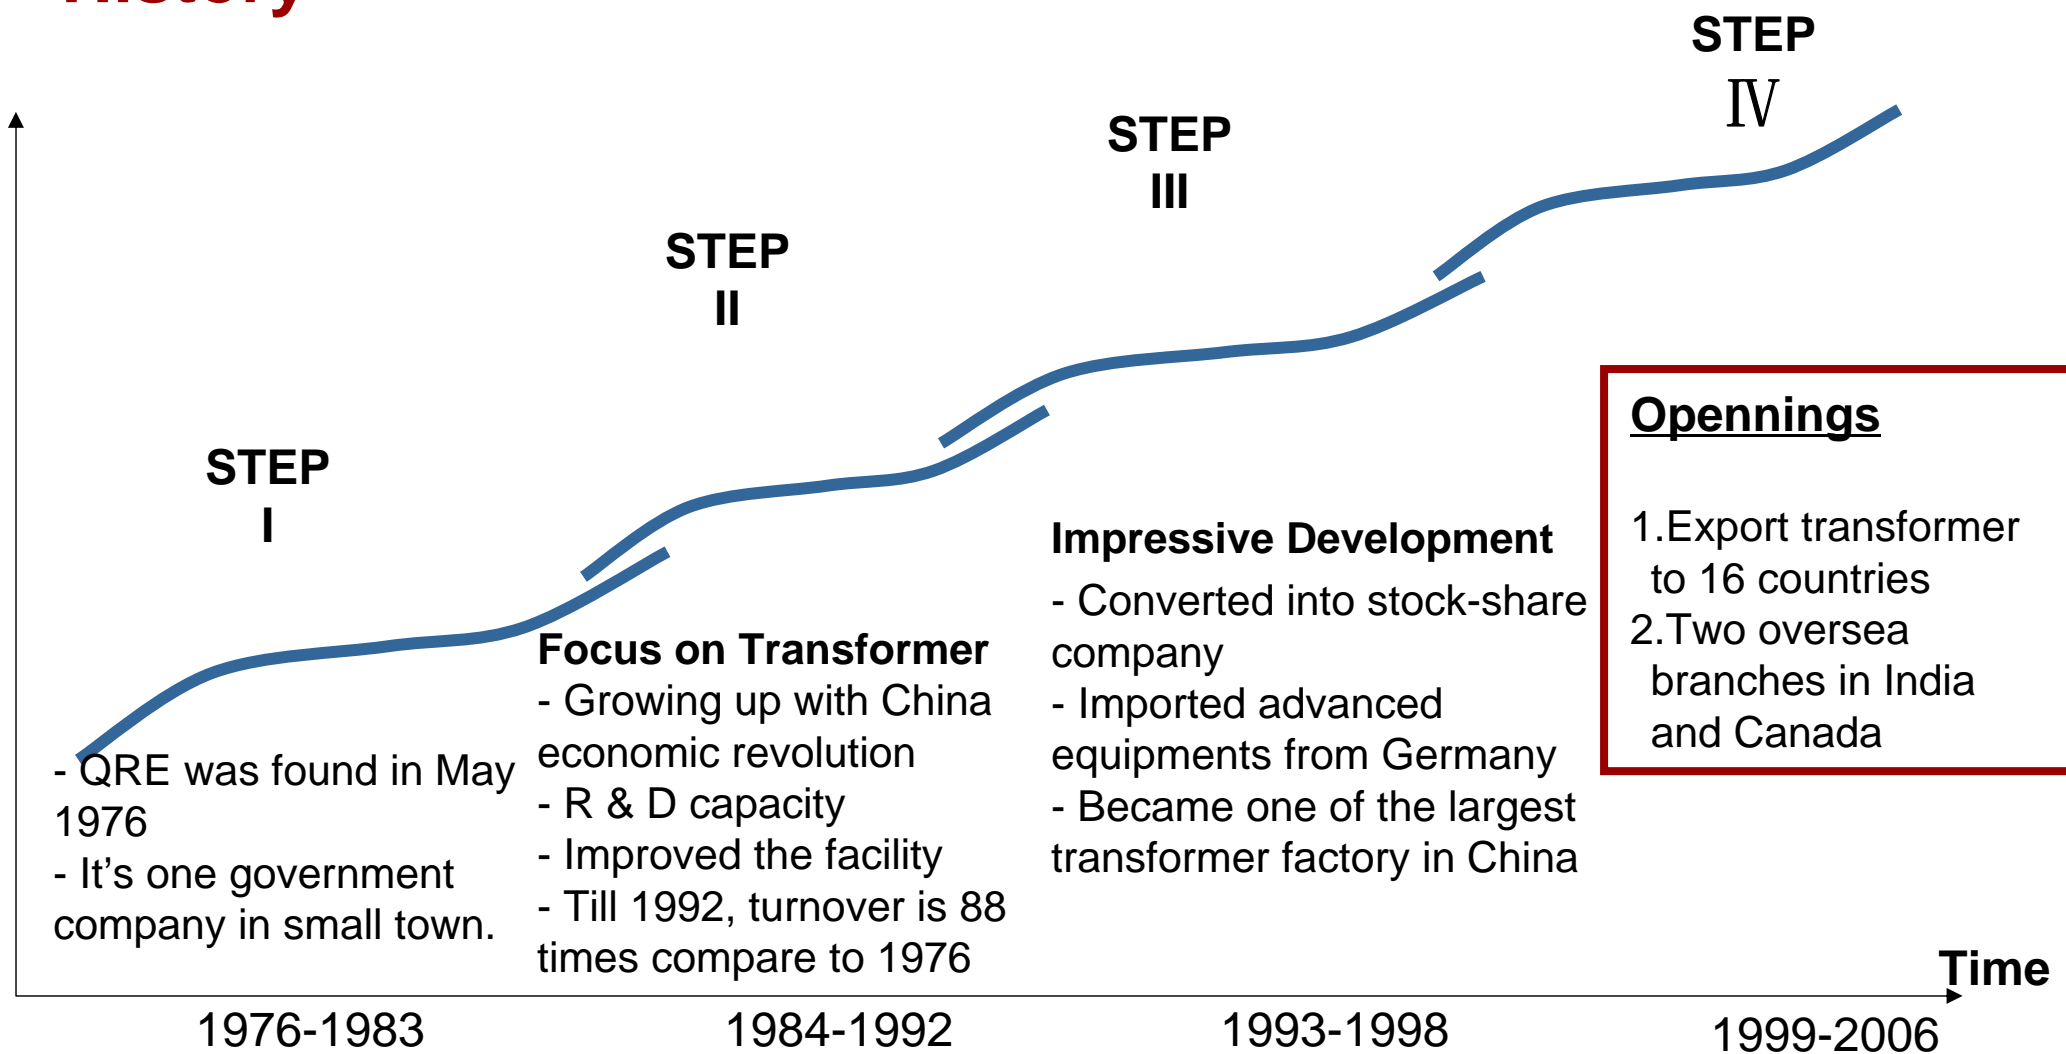 History
STEP
IV
STEP
III
STEP
II
STEP
I
- QRE was found in May
1976
- It's one government
company in small town.
Focus on Transformer
- Growing up with China
economic revolution
- R & D capacity
- Improved the facility
- Till 1992, turnover is 88
times compare to 1976
Impressive Development
- Converted into stock-share
company
- Imported advanced
equipments from Germany
- Became one of the largest
transformer factory in China
Opennings
1.Export transformer
to 16 countries
2.Two oversea
branches in India
and Canada
Time
1976-1983
1984-1992
1993-1998
1999-2006